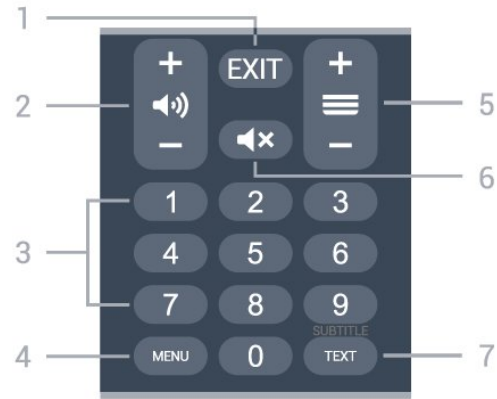 1
+ EXIT +
2 5
− −
6
1 2 3
3
4 5 6
7 8 9
SUBTITLE
4 MENU 0 TEXT 7